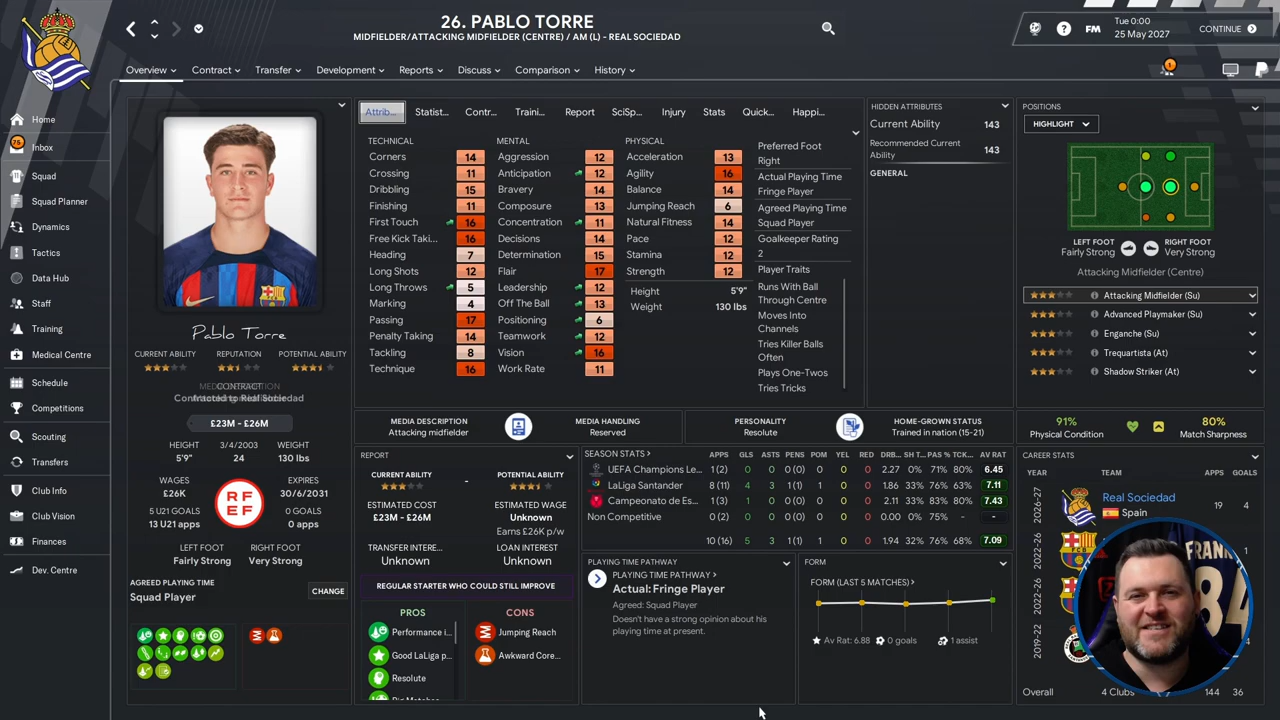 26. PABLO TORRE
MIDFIELDER/ATTACKING MIDFIELDER (CENTRE) / AM (L) - REAL SOCIEDAD
FM
Tue 0:00
25 May 2027
CONTINUE
1
Overview
Contract
Transfer
Development
Reports
Discuss
Comparison
History
Home
75
Inbox
Squad
Squad Planner
Dynamics
Tactics
Data Hub
Staff
Training
Medical Centre
Schedule
Competitions
Scouting
Transfers
Club Info
Club Vision
Finances
Dev. Centre
Pablo Torre
CURRENT ABILITY
REPUTATION
POTENTIAL ABILITY
CONTRACT
Contracted to Real Sociedad
£23M - £26M
HEIGHT
5'9"
3/4/2003
24
WEIGHT
130 lbs
WAGES
£26K
EXPIRES
30/6/2031
RF
EF
5 U21 GOALS
13 U21 apps
0 GOALS
0 apps
LEFT FOOT
Fairly Strong
RIGHT FOOT
Very Strong
AGREED PLAYING TIME
Squad Player
CHANGE
Attrib...
Statist...
Contr...
Traini...
Report
SciSp...
Injury
Stats
Quick...
Happi...
TECHNICAL
Corners 14
Crossing 11
Dribbling 15
Finishing 11
First Touch 16
Free Kick Taki... 16
Heading 7
Long Shots 12
Long Throws 5
Marking 4
Passing 17
Penalty Taking 14
Tackling 8
Technique 16
MENTAL
Aggression 12
Anticipation 12
Bravery 14
Composure 13
Concentration 11
Decisions 14
Determination 15
Flair 17
Leadership 12
Off The Ball 13
Positioning 6
Teamwork 12
Vision 16
Work Rate 11
PHYSICAL
Acceleration 13
Agility 16
Balance 14
Jumping Reach 6
Natural Fitness 14
Pace 12
Stamina 12
Strength 12
Height 5'9"
Weight 130 lbs
Preferred Foot
Right
Actual Playing Time
Fringe Player
Agreed Playing Time
Squad Player
Goalkeeper Rating
2
Player Traits
Runs With Ball
Through Centre
Moves Into
Channels
Tries Killer Balls
Often
Plays One-Twos
Tries Tricks
HIDDEN ATTRIBUTES
Current Ability 143
Recommended Current
Ability 143
GENERAL
POSITIONS
HIGHLIGHT
LEFT FOOT
Fairly Strong
RIGHT FOOT
Very Strong
Attacking Midfielder (Centre)
Attacking Midfielder (Su)
Advanced Playmaker (Su)
Enganche (Su)
Trequartista (At)
Shadow Striker (At)
MEDIA DESCRIPTION
Attacking midfielder
MEDIA HANDLING
Reserved
PERSONALITY
Resolute
HOME-GROWN STATUS
Trained in nation (15-21)
91%
Physical Condition
80%
Match Sharpness
REPORT
CURRENT ABILITY
-
POTENTIAL ABILITY
ESTIMATED COST
£23M - £26M
ESTIMATED WAGE
Unknown
Earns £26K p/w
TRANSFER INTERE...
Unknown
LOAN INTEREST
Unknown
REGULAR STARTER WHO COULD STILL IMPROVE
PROS
Performance i...
Good LaLiga p...
Resolute
CONS
Jumping Reach
Awkward Core...
SEASON STATS > APPS GLS ASTS PENS POM YEL RED DRB... SH T... PAS % TCK... AV RAT
UEFA Champions Le... 1 (2) 0 0 0 (0) 0 0 0 2.27 0% 71% 80% 6.45
LaLiga Santander 8 (11) 4 3 1 (1) 1 0 0 1.86 33% 76% 63% 7.11
Campeonato de Es... 1 (3) 1 0 0 (0) 0 0 0 2.11 33% 83% 80% 7.43
Non Competitive 0 (2) 0 0 0 (0) 0 0 0 0.00 0% 75% - -
10 (16) 5 3 1 (1) 1 0 0 1.94 32% 76% 68% 7.09
PLAYING TIME PATHWAY
PLAYING TIME PATHWAY >
Actual: Fringe Player
Agreed: Squad Player
Doesn't have a strong opinion about his
playing time at present.
FORM
FORM (LAST 5 MATCHES) >
Av Rat: 6.88
0 goals
1 assist
CAREER STATS
YEAR TEAM APPS GOALS
2026-27
Real Sociedad
Spain
19 4
2022-26
2022-26
2019-22
FRANK
84
Overall 4 Clubs 144 36